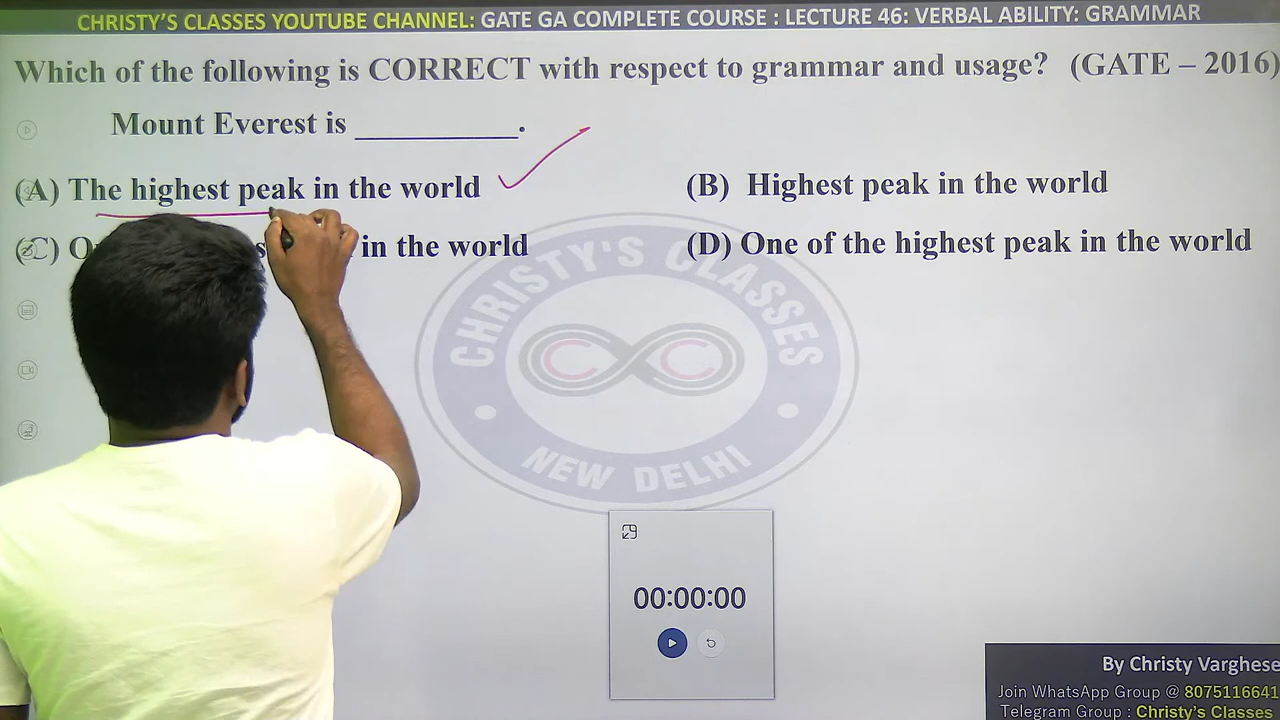 CHRISTY'S CLASSES YOUTUBE CHANNEL: GATE GA COMPLETE COURSE : LECTURE 46: VERBAL ABILITY: GRAMMAR
Which of the following is CORRECT with respect to grammar and usage? (GATE – 2016)
Mount Everest is __________.
(A) The highest peak in the world
(B) Highest peak in the world
(C) in the world
(D) One of the highest peak in the world
CHRISTY'S CLASSES
CC
NEW DELHI
00:00:00
By Christy Varghese
Join WhatsApp Group @ 8075116641
Telegram Group : Christy's Classes